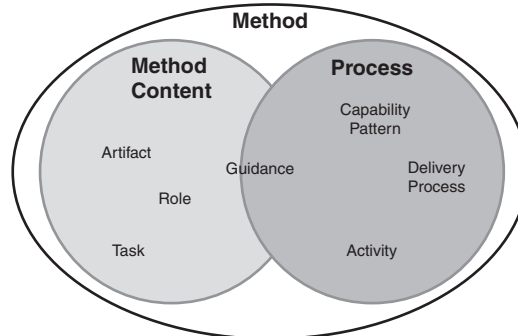 Method
Method
Content
Process
Capability
Pattern
Artifact
Guidance
Delivery
Process
Role
Task
Activity